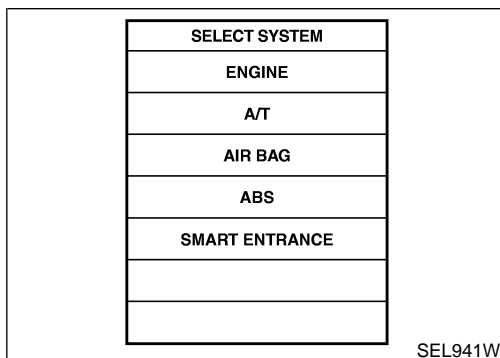 SELECT SYSTEM
ENGINE
A/T
AIR BAG
ABS
SMART ENTRANCE
SEL941W